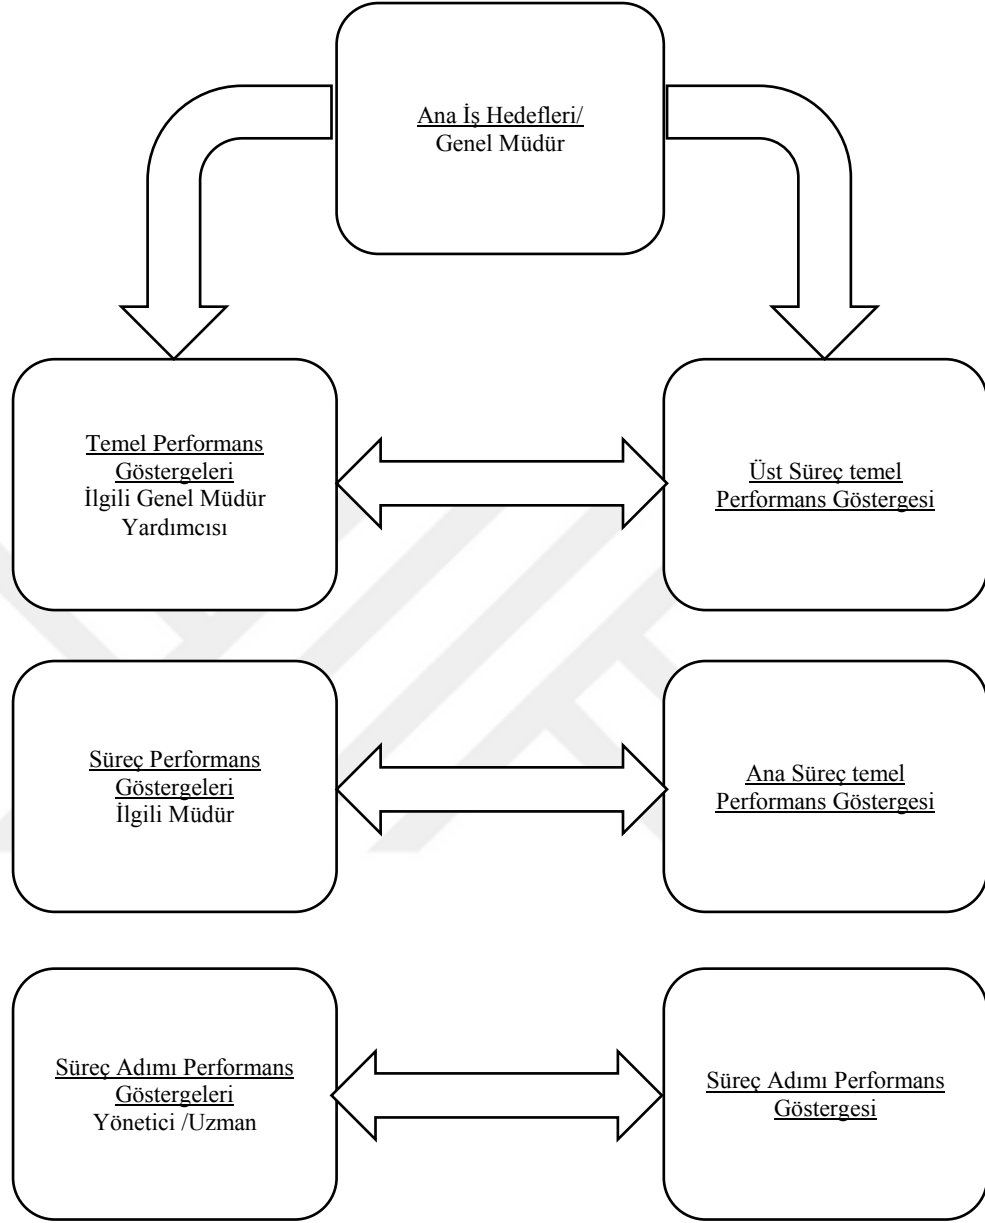 Ana İş Hedefleri/
Genel Müdür
Temel Performans
Göstergeleri
İlgili Genel Müdür
Yardımcısı
Üst Süreç temel
Performans Göstergesi
Süreç Performans
Göstergeleri
İlgili Müdür
Ana Süreç temel
Performans Göstergesi
Süreç Adımı Performans
Göstergeleri
Yönetici /Uzman
Süreç Adımı Performans
Göstergesi